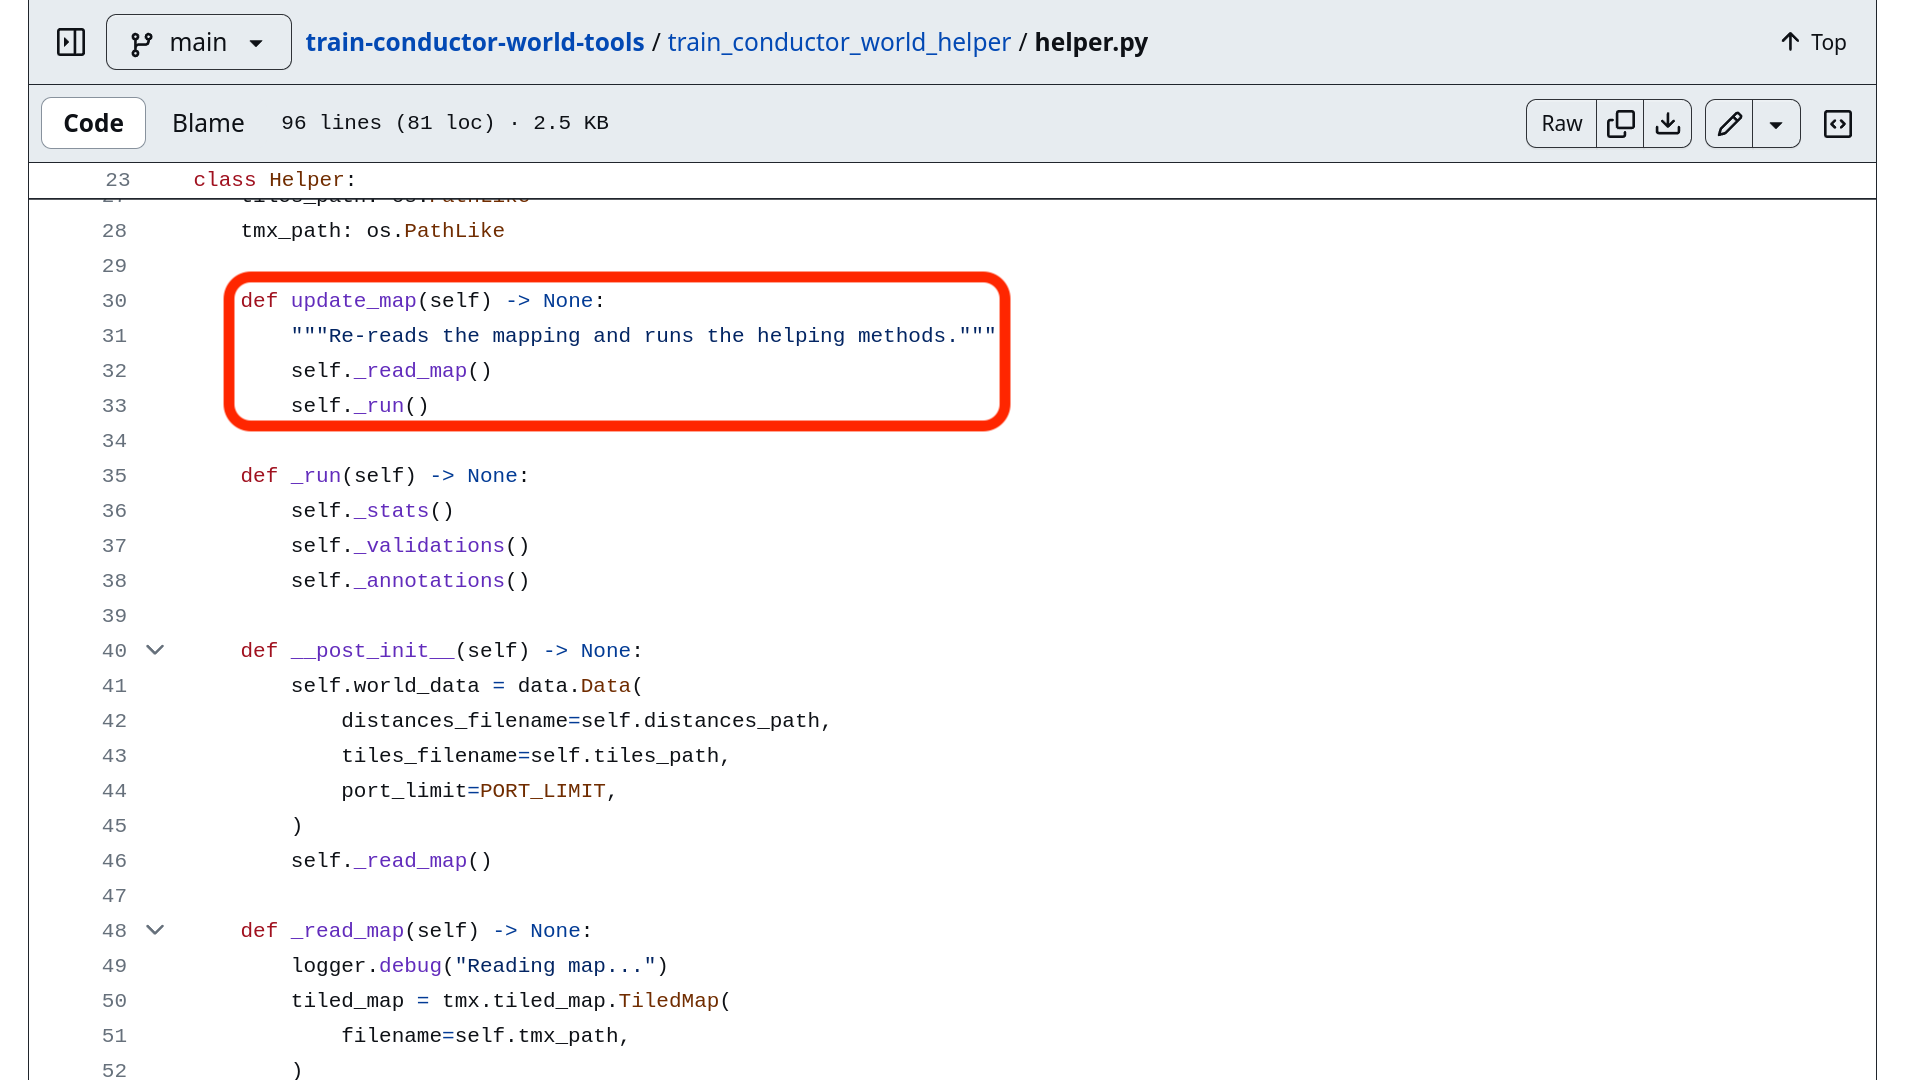 main train-conductor-world-tools / train_conductor_world_helper / helper.py Top
Code Blame 96 lines (81 loc) · 2.5 KB Raw
23 class Helper:
27 tiles_path: os.PathLike
28 tmx_path: os.PathLike
29
30 def update_map(self) -> None:
31 """Re-reads the mapping and runs the helping methods."""
32 self._read_map()
33 self._run()
34
35 def _run(self) -> None:
36 self._stats()
37 self._validations()
38 self._annotations()
39
40 def __post_init__(self) -> None:
41 self.world_data = data.Data(
42 distances_filename=self.distances_path,
43 tiles_filename=self.tiles_path,
44 port_limit=PORT_LIMIT,
45 )
46 self._read_map()
47
48 def _read_map(self) -> None:
49 logger.debug("Reading map...")
50 tiled_map = tmx.tiled_map.TiledMap(
51 filename=self.tmx_path,
52 )